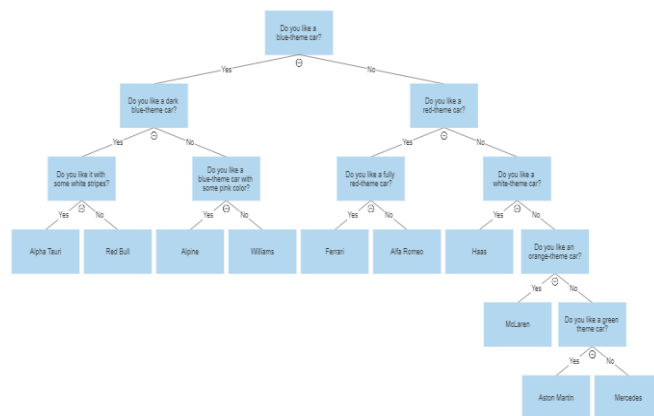 Do you like a
blue-theme car?
Yes
No
Do you like a dark
blue-theme car?
Do you like a
red-theme car?
Yes
No
Yes
No
Do you like it with
some white stripes?
Do you like a
blue-theme car with
some pink color?
Do you like a fully
red-theme car?
Do you like a
white-theme car?
Yes
No
Yes
No
Yes
No
Yes
No
Alpha Tauri
Red Bull
Alpine
Williams
Ferrari
Alfa Romeo
Haas
Do you like an
orange-theme car?
Yes
No
McLaren
Do you like a green
theme car?
Yes
No
Aston Martin
Mercedes